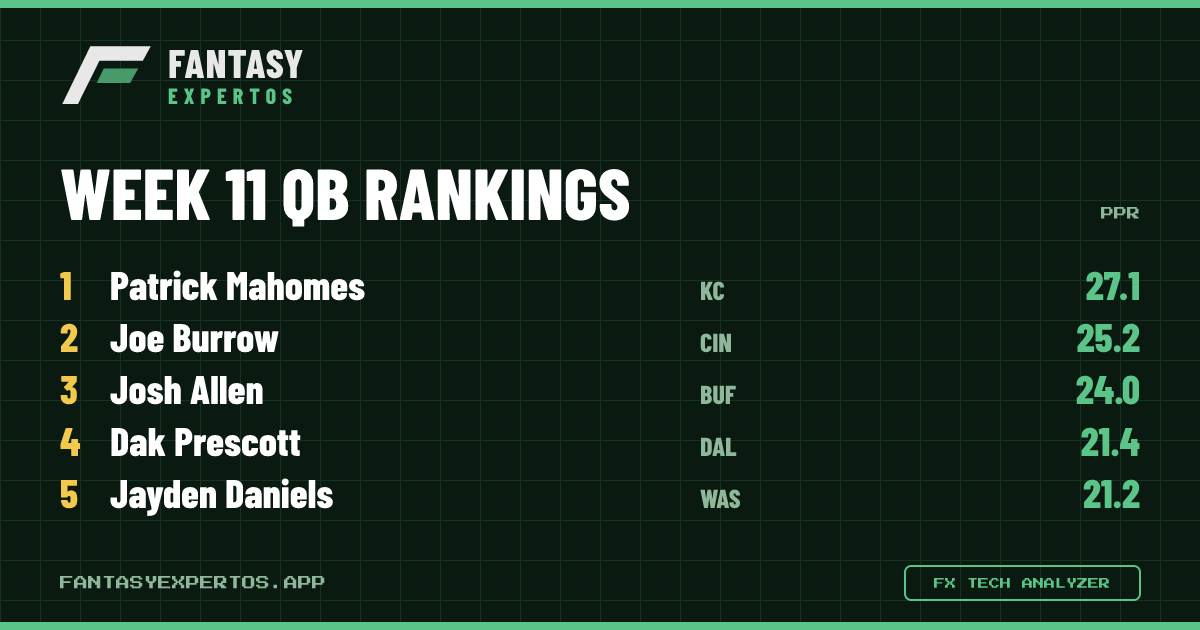 FANTASY
EXPERTOS
WEEK 11 QB RANKINGS
PPR
1 Patrick Mahomes KC 27.1
2 Joe Burrow CIN 25.2
3 Josh Allen BUF 24.0
4 Dak Prescott DAL 21.4
5 Jayden Daniels WAS 21.2
FANTASYEXPERTOS.APP
FX TECH ANALYZER